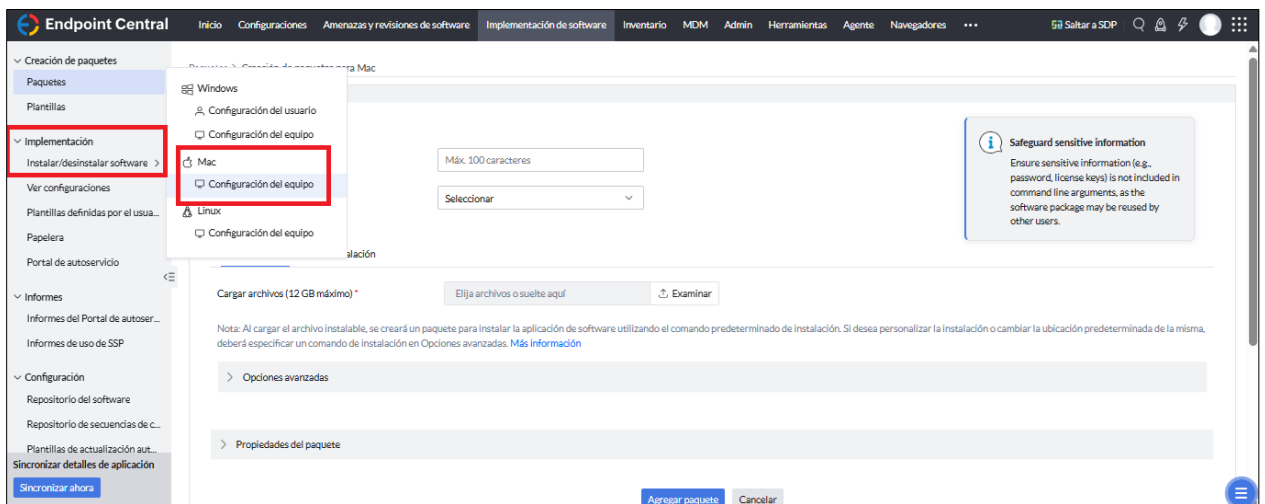 Endpoint Central
Inicio Configuraciones Amenazas y revisiones de software Implementación de software Inventario MDM Admin Herramientas Agente Navegadores ••• Saltar a SDP
Creación de paquetes
Paquetes
Plantillas
Implementación
Instalar/desinstalar software
Ver configuraciones
Plantillas definidas por el usua...
Papelera
Portal de autoservicio
Informes
Informes del Portal de autoser...
Informes de uso de SSP
Configuración
Repositorio del software
Repositorio de secuencias de c...
Plantillas de actualización aut...
Sincronizar detalles de aplicación
Sincronizar ahora
Windows
Configuración del usuario
Configuración del equipo
Mac
Configuración del equipo
Linux
Configuración del equipo
para Mac
Máx. 100 caracteres
Seleccionar
Safeguard sensitive information
Ensure sensitive information (e.g.,
password, license keys) is not included in
command line arguments, as the
software package may be reused by
other users.
alación
Cargar archivos (12 GB máximo) *
Elija archivos o suelte aquí
Examinar
Nota: Al cargar el archivo instalable, se creará un paquete para instalar la aplicación de software utilizando el comando predeterminado de instalación. Si desea personalizar la instalación o cambiar la ubicación predeterminada de la misma,
deberá especificar un comando de instalación en Opciones avanzadas. Más información
Opciones avanzadas
Propiedades del paquete
Agregar paquete Cancelar